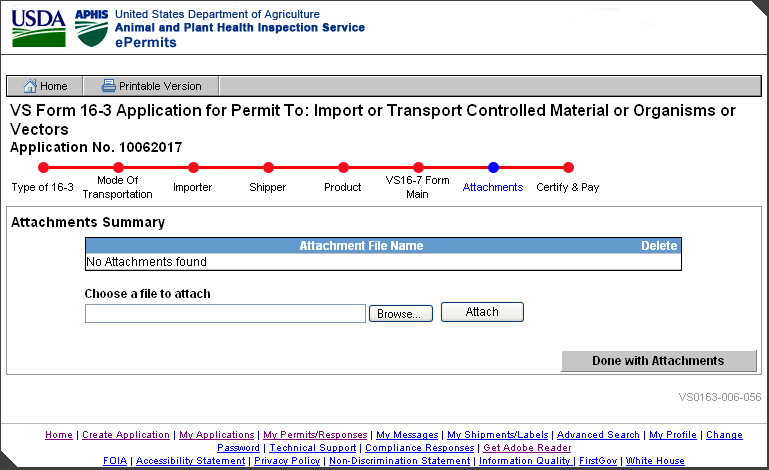 USDA
APHIS
United States Department of Agriculture
Animal and Plant Health Inspection Service
ePermits
Home
Printable Version
VS Form 16-3 Application for Permit To: Import or Transport Controlled Material or Organisms or
Vectors
Application No. 10062017
Type of 16-3
Mode Of
Transportation
Importer
Shipper
Product
VS16-7 Form
Main
Attachments
Certify & Pay
Attachments Summary
Attachment File Name Delete
No Attachments found
Choose a file to attach
Browse... Attach
Done with Attachments
VS0163-006-056
Home | Create Application | My Applications | My Permits/Responses | My Messages | My Shipments/Labels | Advanced Search | My Profile | Change
Password | Technical Support | Compliance Responses | Get Adobe Reader
FOIA | Accessibility Statement | Privacy Policy | Non-Discrimination Statement | Information Quality | FirstGov | White House